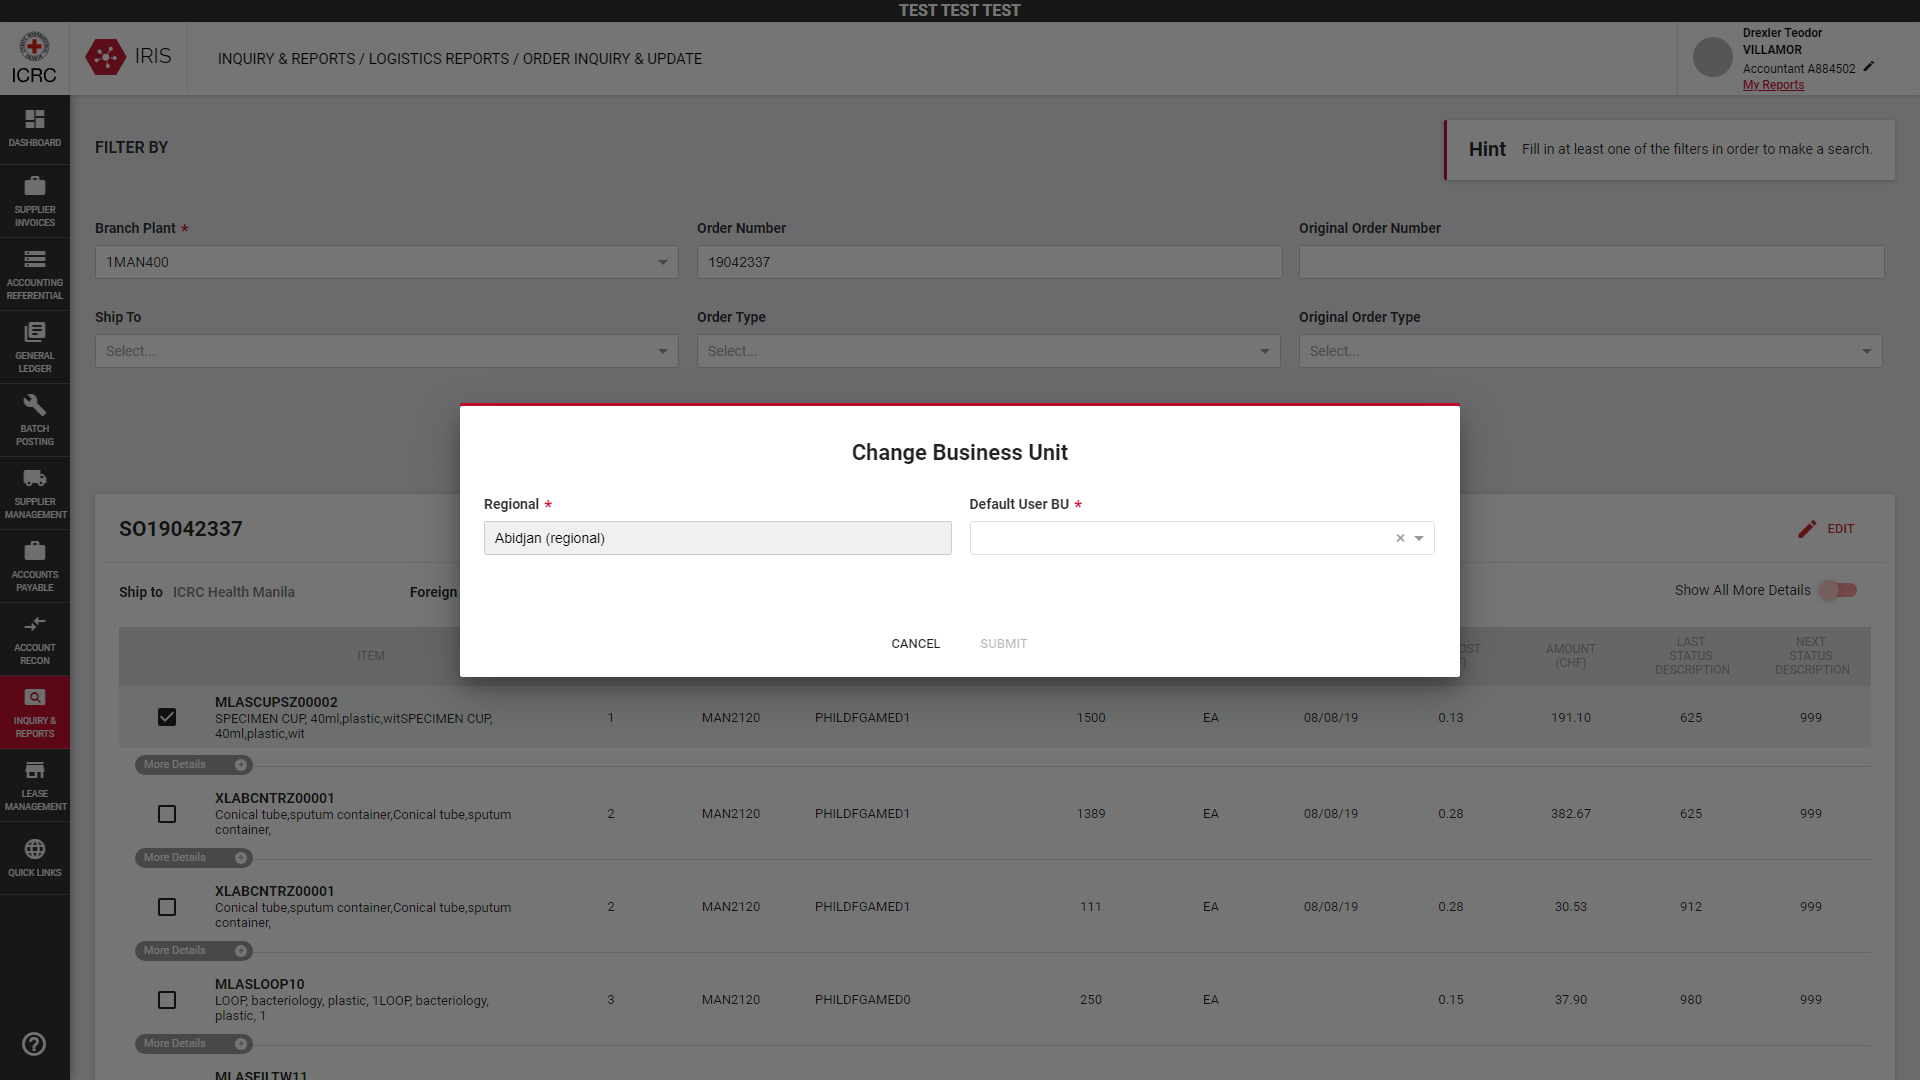 TEST TEST TEST
ICRC
IRIS
INQUIRY & REPORTS / LOGISTICS REPORTS / ORDER INQUIRY & UPDATE
Drexler Teodor
VILLAMOR
Accountant A884502
My Reports
DASHBOARD
SUPPLIER
INVOICES
ACCOUNTING
REFERENTIAL
GENERAL
LEDGER
BATCH
POSTING
SUPPLIER
MANAGEMENT
ACCOUNTS
PAYABLE
ACCOUNT
RECON
INQUIRY &
REPORTS
LEASE
MANAGEMENT
QUICK LINKS
FILTER BY
Hint Fill in at least one of the filters in order to make a search.
Branch Plant *
1MAN400
Order Number
19042337
Original Order Number
Ship To
Select...
Order Type
Select...
Original Order Type
Select...
Change Business Unit
Regional *
Abidjan (regional)
Default User BU *
CANCEL SUBMIT
SO19042337
EDIT
Ship to ICRC Health Manila Foreign
Show All More Details
ITEM
AMOUNT
(CHF)
LAST
STATUS
DESCRIPTION
NEXT
STATUS
DESCRIPTION
MLASCUPSZ00002
SPECIMEN CUP, 40ml,plastic,witSPECIMEN CUP,
40ml,plastic,wit
1 MAN2120 PHILDFGAMED1 1500 EA 08/08/19 0.13 191.10 625 999
More Details
XLABCNTRZ00001
Conical tube,sputum container,Conical tube,sputum
container,
2 MAN2120 PHILDFGAMED1 1389 EA 08/08/19 0.28 382.67 625 999
More Details
XLABCNTRZ00001
Conical tube,sputum container,Conical tube,sputum
container,
2 MAN2120 PHILDFGAMED1 111 EA 08/08/19 0.28 30.53 912 999
More Details
MLASLOOP10
LOOP, bacteriology, plastic, 1LOOP, bacteriology,
plastic, 1
3 MAN2120 PHILDFGAMED0 250 EA 0.15 37.90 980 999
More Details
MLASFILTW11